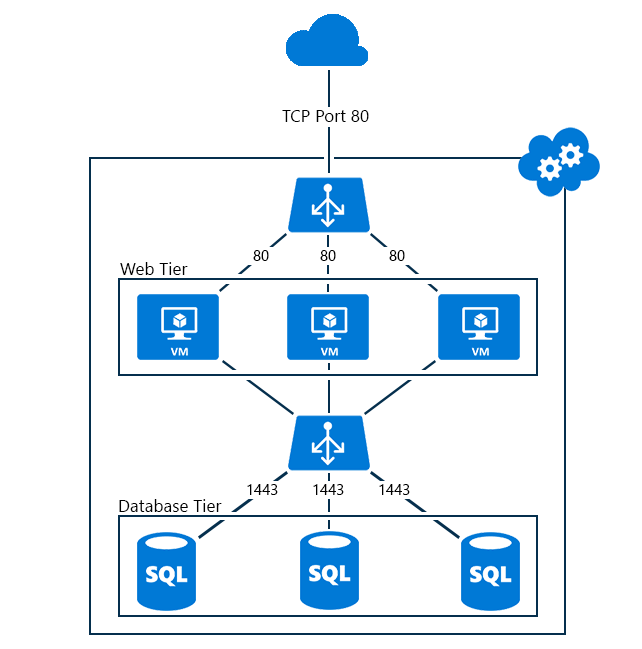 TCP Port 80
80 80 80
Web Tier
VM VM VM
1443 1443 1443
Database Tier
SQL SQL SQL